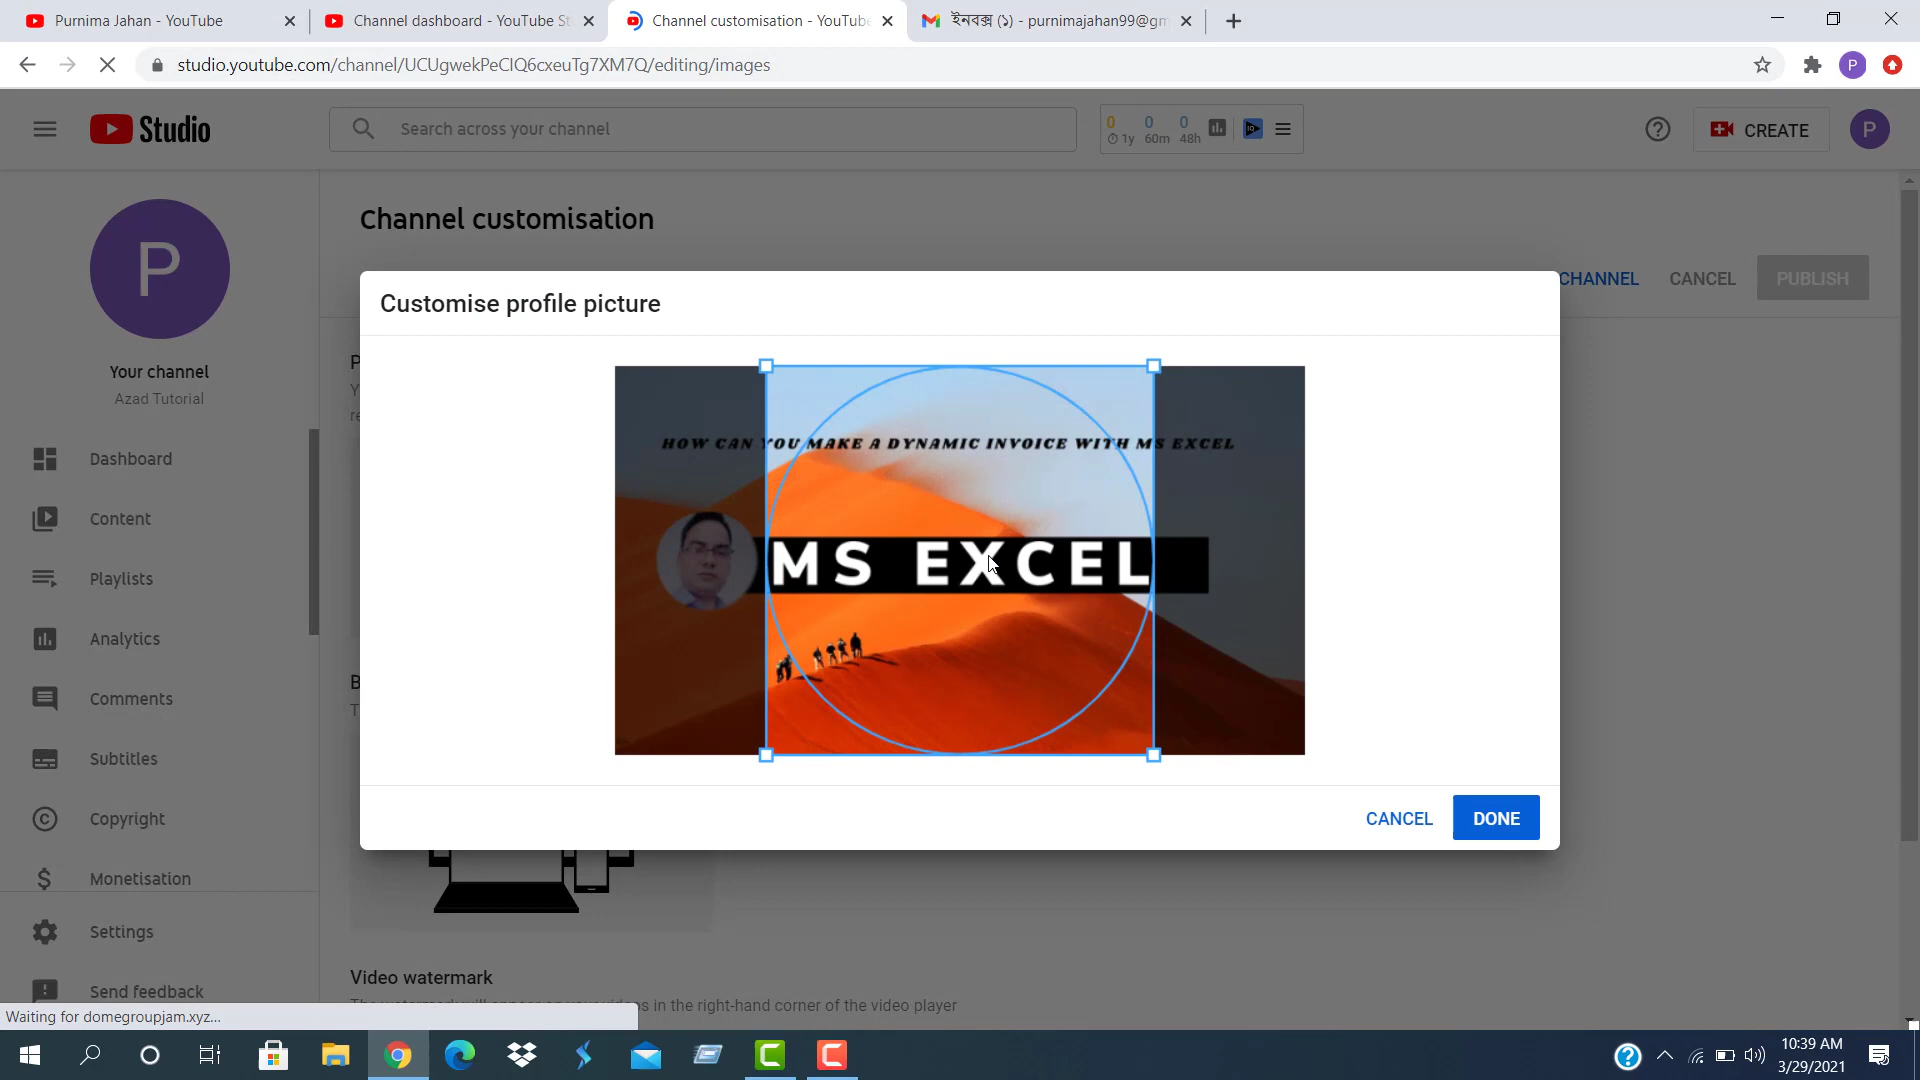 Purnima Jahan - YouTube
Channel dashboard - YouTube St
Channel customisation - YouTube
ইনবক্স (১) - purnimajahan99@gm
studio.youtube.com/channel/UCUgwekPeCIQ6cxeuTg7XM7Q/editing/images
P
Studio
Search across your channel
0 0 0
1y 60m 48h
CREATE
P
P
Your channel
Azad Tutorial
Dashboard
Content
Playlists
Analytics
Comments
Subtitles
Copyright
Monetisation
Settings
Send feedback
Channel customisation
CHANNEL
CANCEL
PUBLISH
Customise profile picture
HOW CAN YOU MAKE A DYNAMIC INVOICE WITH MS EXCEL
MS EXCEL
CANCEL
DONE
Video watermark
s in the right-hand corner of the video player
Waiting for domegroupjam.xyz...
10:39 AM
3/29/2021